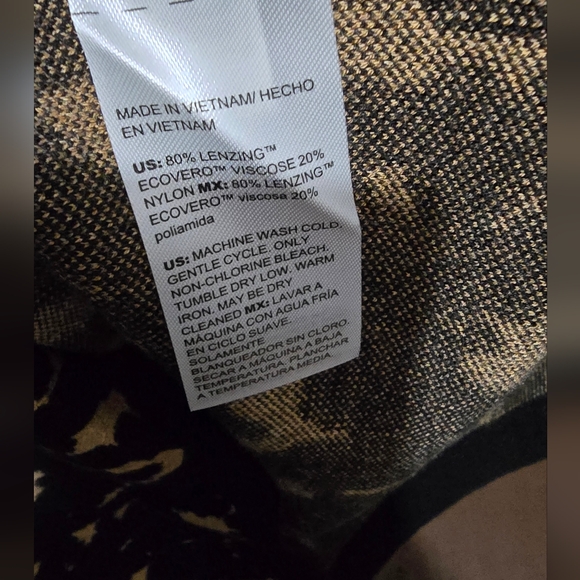 MADE IN VIETNAM/ HECHO
EN VIETNAM
US: 80% LENZING™
ECOVERO™ VISCOSE 20%
NYLON MX: 80% LENZING™
ECOVERO™ viscosa 20%
poliamida
US: MACHINE WASH COLD,
GENTLE CYCLE. ONLY
NON-CHLORINE BLEACH.
TUMBLE DRY LOW. WARM
IRON. MAY BE DRY
CLEANED MX: LAVAR A
MÁQUINA CON AGUA FRÍA
EN CICLO SUAVE.
SOLAMENTE
BLANQUEADOR SIN CLORO.
SECAR A MÁQUINA A BAJA
TEMPERATURA. PLANCHAR
A TEMPERATURA MEDIA.